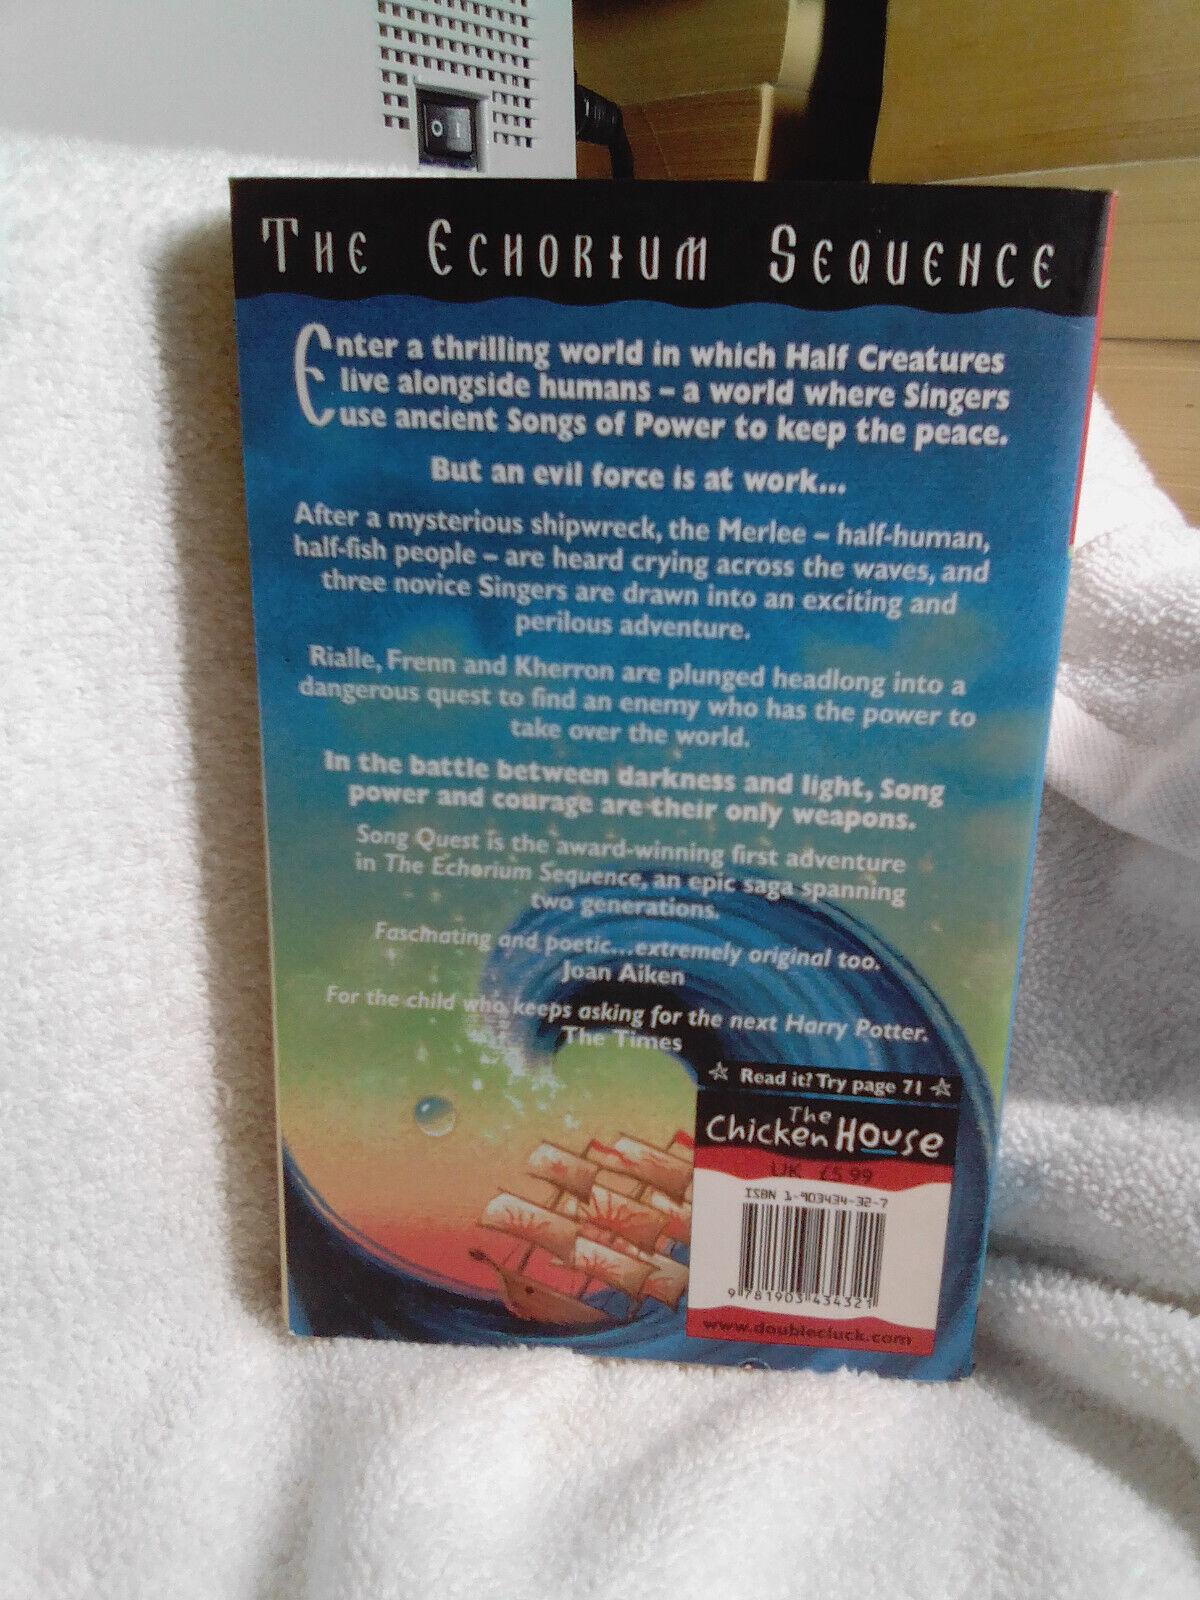 THE ECHORIUM SEQUENCE
Enter a thrilling world in which Half Creatures
live alongside humans – a world where Singers
use ancient Songs of Power to keep the peace.
But an evil force is at work...
After a mysterious shipwreck, the Merlee – half-human,
half-fish people – are heard crying across the waves, and
three novice Singers are drawn into an exciting and
perilous adventure.
Rialle, Frenn and Kherron are plunged headlong into a
dangerous quest to find an enemy who has the power to
take over the world.
In the battle between darkness and light, Song
power and courage are their only weapons.
Song Quest is the award-winning first adventure
in The Echorium Sequence, an epic saga spanning
two generations.
Fascinating and poetic...extremely original too.
Joan Aiken
For the child who keeps asking for the next Harry Potter.
The Times
Read it? Try page 71
The
Chicken House
UK £5.99
ISBN 1-903434-32-7
9 781903 434321
www.doublecluck.com